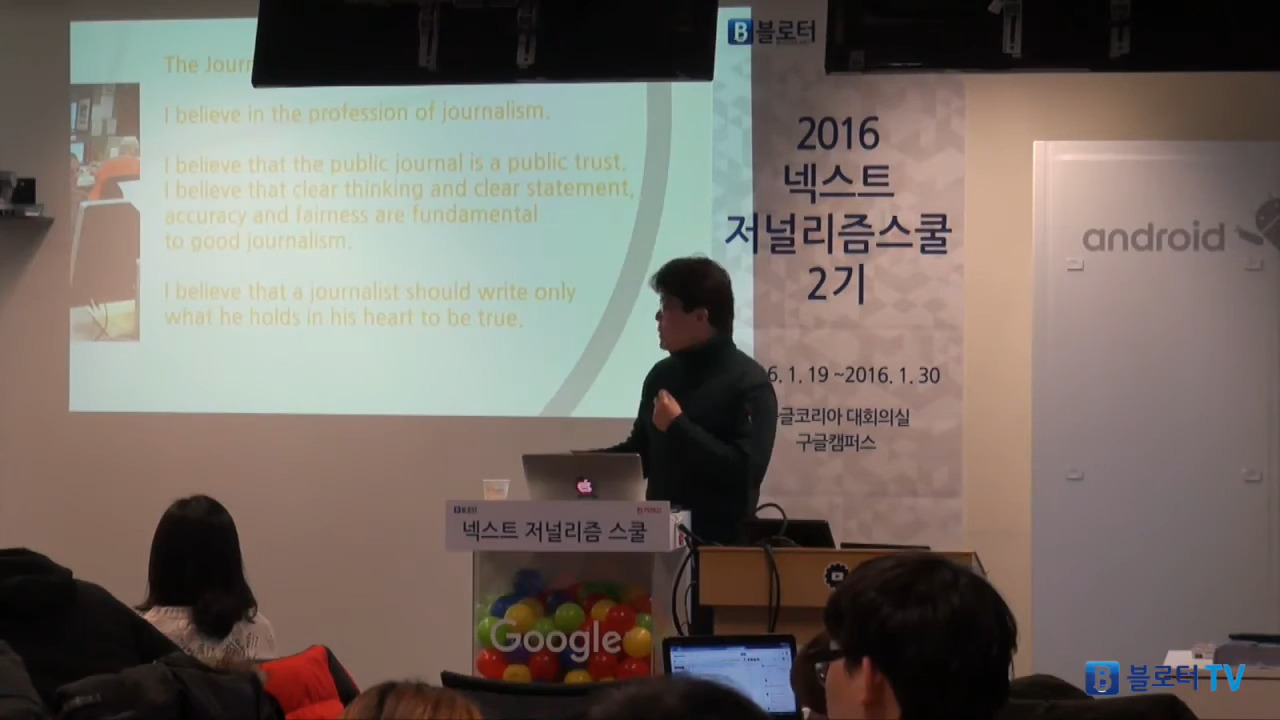 The Jour
I believe in the profession of journalism.
I believe that the public journal is a public trust.
I believe that clear thinking and clear statement,
accuracy and fairness are fundamental
to good journalism.
I believe that a journalist should write only
what he holds in his heart to be true.
B 블로터
2016
넥스트
저널리즘스쿨
2기
6. 1. 19 ~2016. 1. 30
글코리아 대회의실
구글캠퍼스
android
넥스트 저널리즘 스쿨
Google
B 블로터 TV